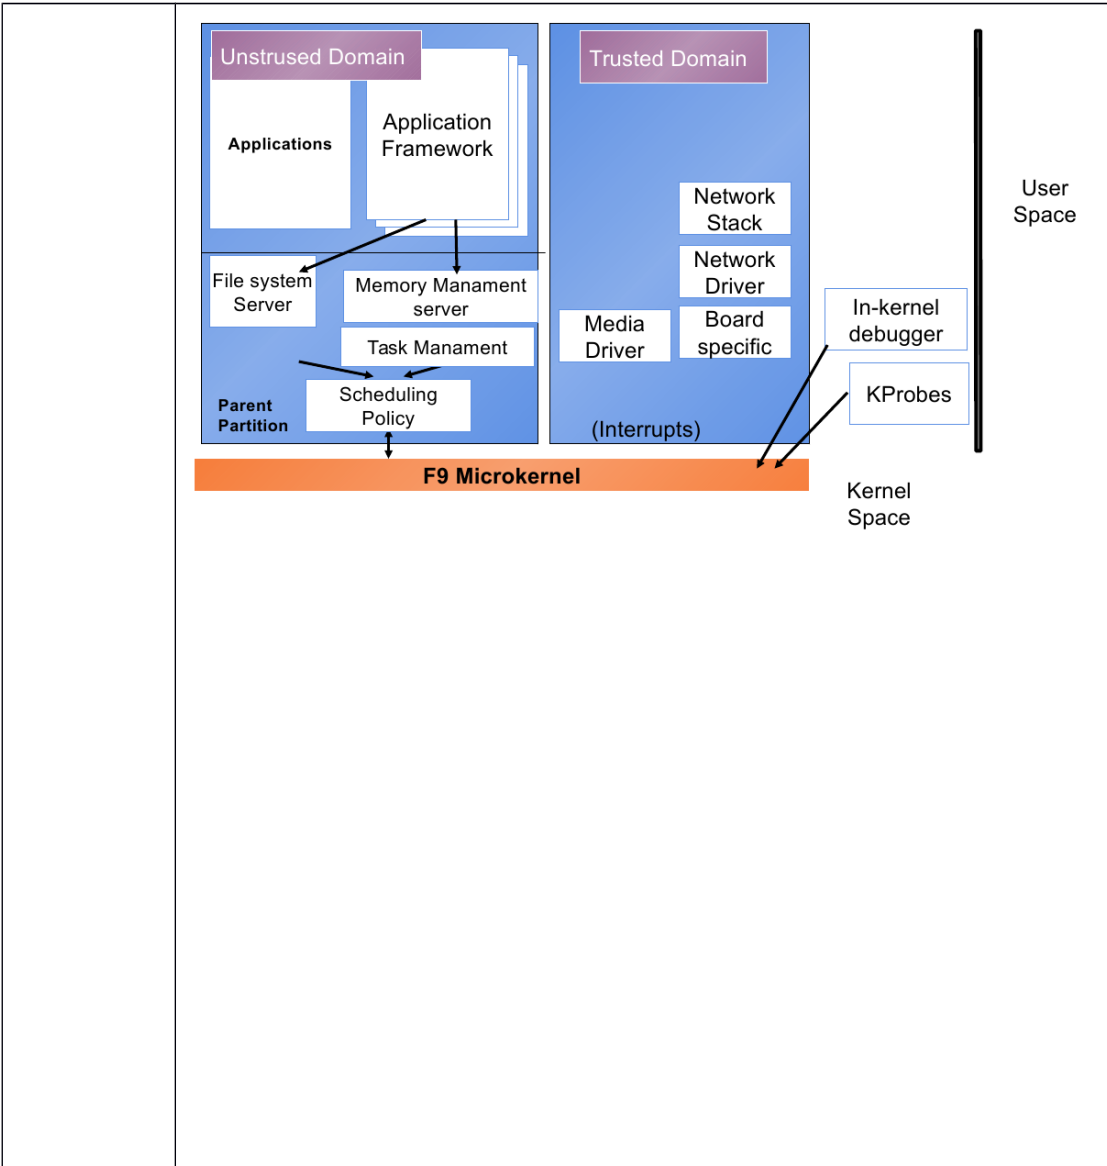 Unstrused Domain
Applications
Application
Framework
File system
Server
Memory Manament
server
Task Manament
Scheduling
Policy
Parent
Partition
Trusted Domain
Network
Stack
Network
Driver
Media
Driver
Board
specific
(Interrupts)
In-kernel
debugger
KProbes
User
Space
F9 Microkernel
Kernel
Space